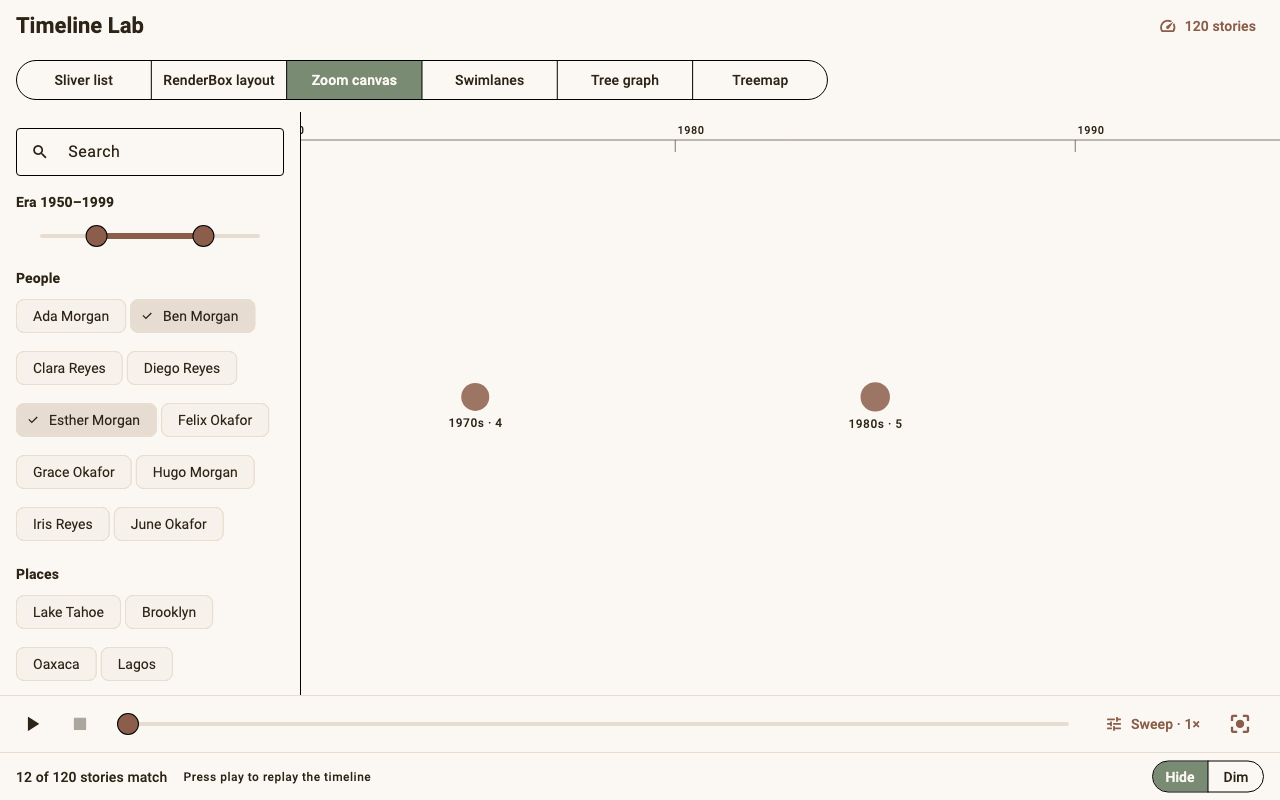 Timeline Lab
120 stories
Sliver list
RenderBox layout
Zoom canvas
Swimlanes
Tree graph
Treemap
Search
Era 1950–1999
People
Ada Morgan
Ben Morgan
Clara Reyes
Diego Reyes
Esther Morgan
Felix Okafor
Grace Okafor
Hugo Morgan
Iris Reyes
June Okafor
Places
Lake Tahoe
Brooklyn
Oaxaca
Lagos
1980
1990
1970s · 4
1980s · 5
Sweep · 1×
12 of 120 stories match
Press play to replay the timeline
Hide
Dim